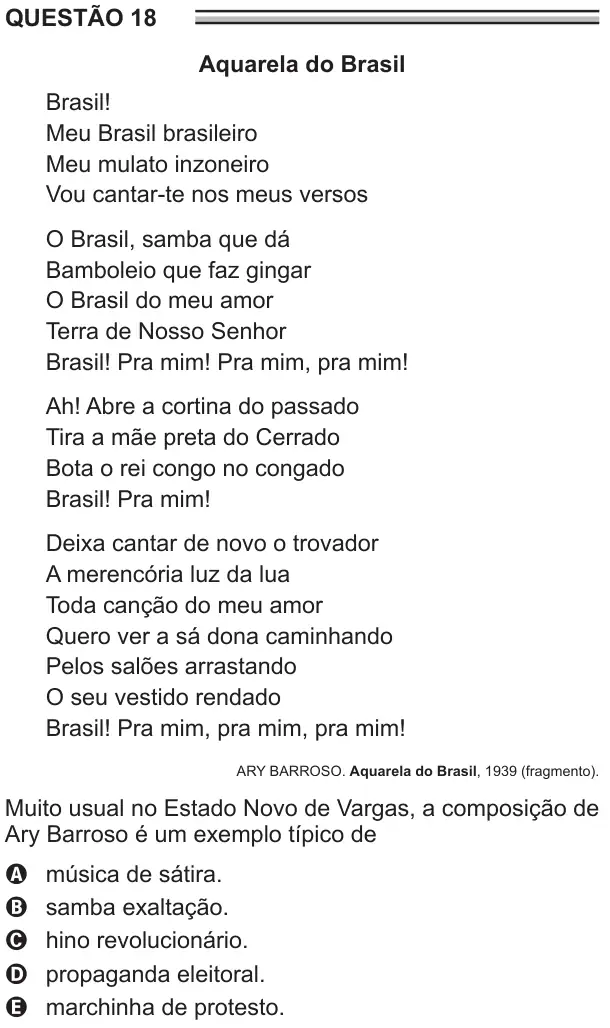 QUESTÃO 18
Aquarela do Brasil
Brasil!
Meu Brasil brasileiro
Meu mulato inzoneiro
Vou cantar-te nos meus versos
O Brasil, samba que dá
Bamboleio que faz gingar
O Brasil do meu amor
Terra de Nosso Senhor
Brasil! Pra mim! Pra mim, pra mim!
Ah! Abre a cortina do passado
Tira a mãe preta do Cerrado
Bota o rei congo no congado
Brasil! Pra mim!
Deixa cantar de novo o trovador
A merencória luz da lua
Toda canção do meu amor
Quero ver a sá dona caminhando
Pelos salões arrastando
O seu vestido rendado
Brasil! Pra mim, pra mim, pra mim!
ARY BARROSO. Aquarela do Brasil, 1939 (fragmento).
Muito usual no Estado Novo de Vargas, a composição de
Ary Barroso é um exemplo típico de
A música de sátira.
B samba exaltação.
C hino revolucionário.
D propaganda eleitoral.
E marchinha de protesto.